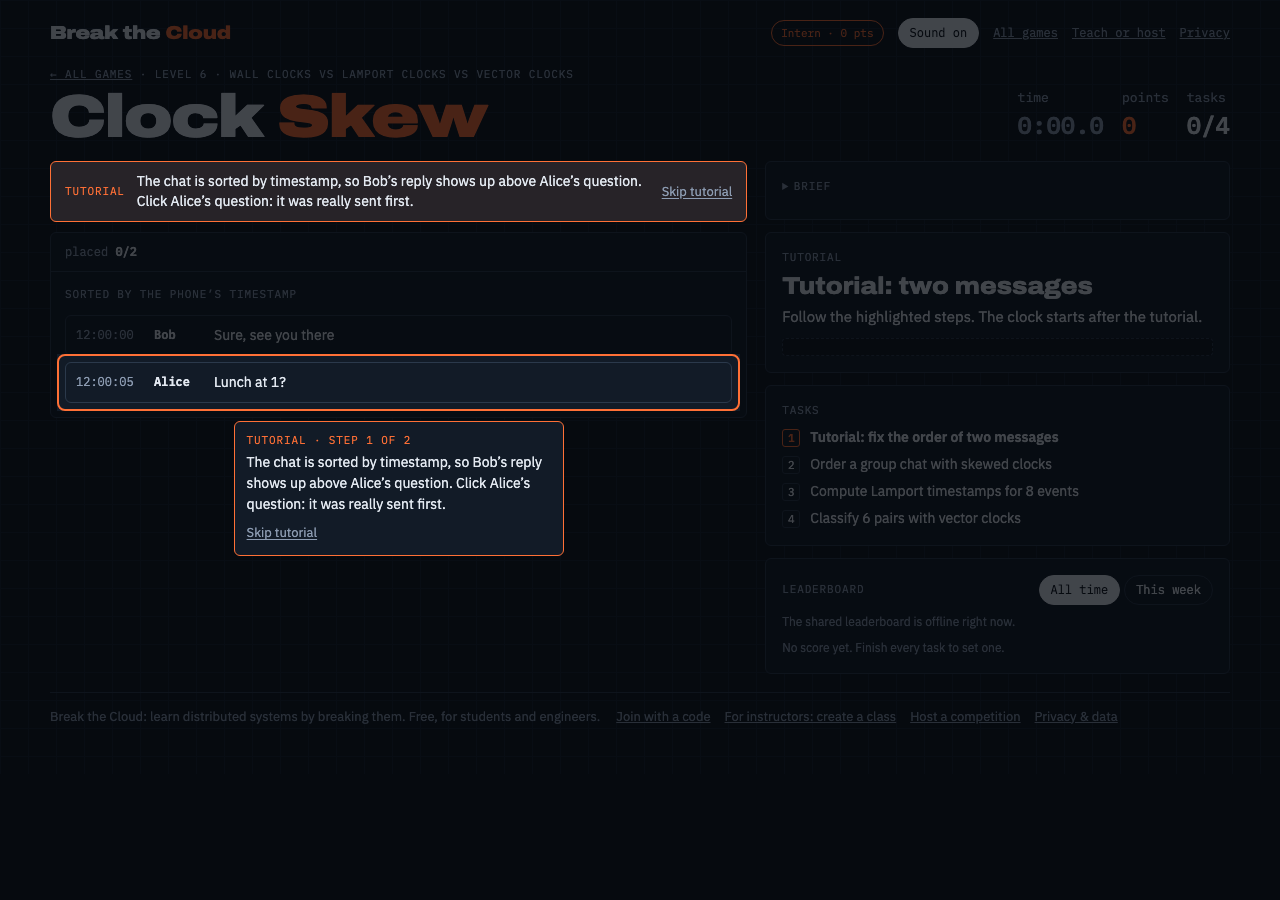 Break the Cloud
Intern · 0 pts
Sound on
All games
Teach or host
Privacy
← ALL GAMES · LEVEL 6 · WALL CLOCKS VS LAMPORT CLOCKS VS VECTOR CLOCKS
Clock Skew
time
0:00.0
points
0
tasks
0/4
TUTORIAL
The chat is sorted by timestamp, so Bob’s reply shows up above Alice’s question.
Click Alice’s question: it was really sent first.
Skip tutorial
placed 0/2
SORTED BY THE PHONE’S TIMESTAMP
12:00:00 Bob Sure, see you there
12:00:05 Alice Lunch at 1?
TUTORIAL · STEP 1 OF 2
The chat is sorted by timestamp, so Bob’s reply
shows up above Alice’s question. Click Alice’s
question: it was really sent first.
Skip tutorial
▶ BRIEF
TUTORIAL
Tutorial: two messages
Follow the highlighted steps. The clock starts after the tutorial.
TASKS
1 Tutorial: fix the order of two messages
2 Order a group chat with skewed clocks
3 Compute Lamport timestamps for 8 events
4 Classify 6 pairs with vector clocks
LEADERBOARD
All time
This week
The shared leaderboard is offline right now.
No score yet. Finish every task to set one.
Break the Cloud: learn distributed systems by breaking them. Free, for students and engineers.
Join with a code
For instructors: create a class
Host a competition
Privacy & data